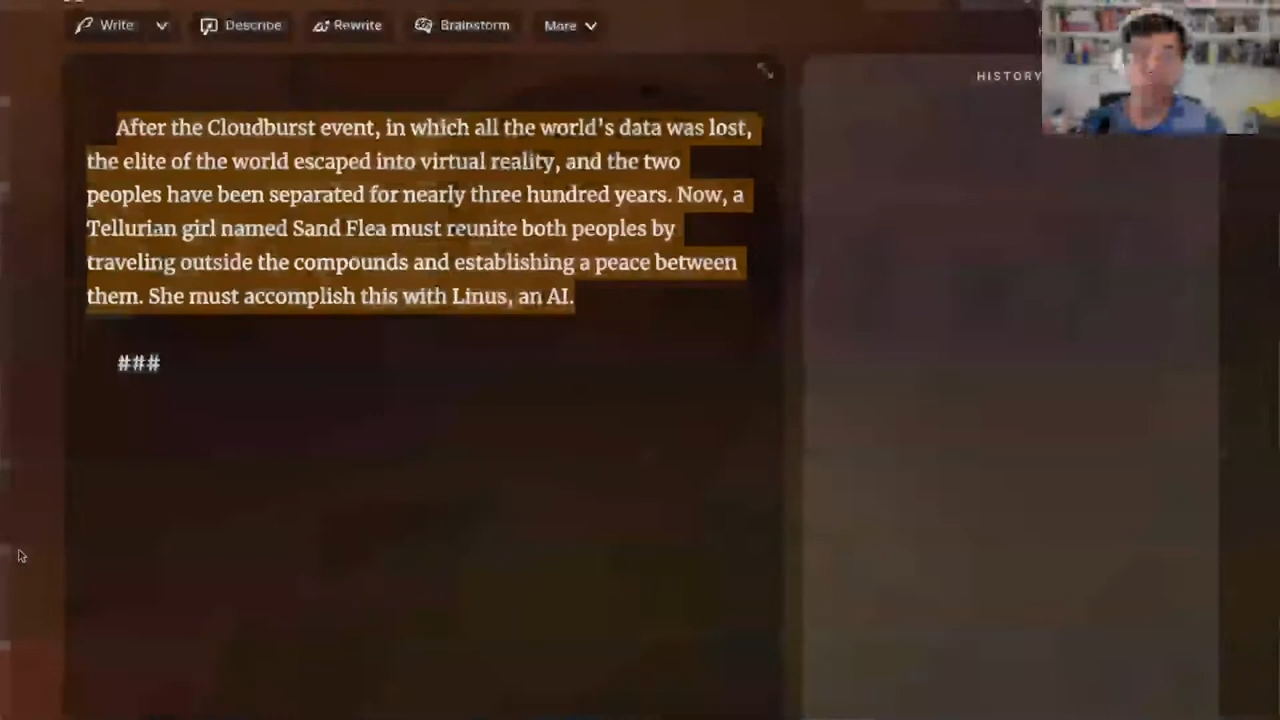 Write
Describe
Rewrite
Brainstorm
More
HISTORY
After the Cloudburst event, in which all the world's data was lost,
the elite of the world escaped into virtual reality, and the two
peoples have been separated for nearly three hundred years. Now, a
Tellurian girl named Sand Flea must reunite both peoples by
traveling outside the compounds and establishing a peace between
them. She must accomplish this with Linus, an AI.
###